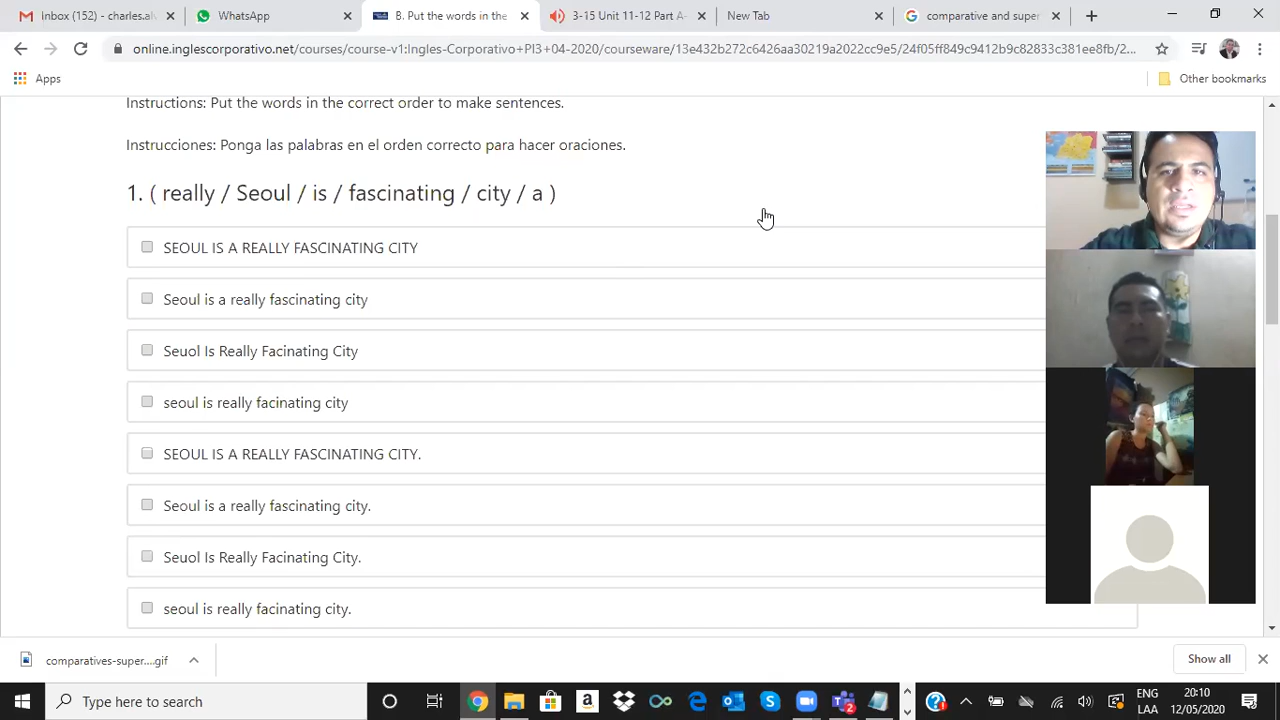 Inbox (152) - charles.al
WhatsApp
B. Put the words in the
3-15 Unit 11-12 Part A-
New Tab
comparative and super
online.inglescorporativo.net/courses/course-v1:Ingles-Corporativo+PI3+04-2020/courseware/13e432b272c6426aa30219a2022cc9e5/24f05ff849c9412b9c82833c381ee8fb/2...
Apps
Other bookmarks
Instructions: Put the words in the correct order to make sentences.
Instrucciones: Ponga las palabras en el orden correcto para hacer oraciones.
1. ( really / Seoul / is / fascinating / city / a )
SEOUL IS A REALLY FASCINATING CITY
Seoul is a really fascinating city
Seuol Is Really Facinating City
seoul is really facinating city
SEOUL IS A REALLY FASCINATING CITY.
Seoul is a really fascinating city.
Seuol Is Really Facinating City.
seoul is really facinating city.
comparatives-super....gif
Show all
Type here to search
ENG
LAA
20:10
12/05/2020